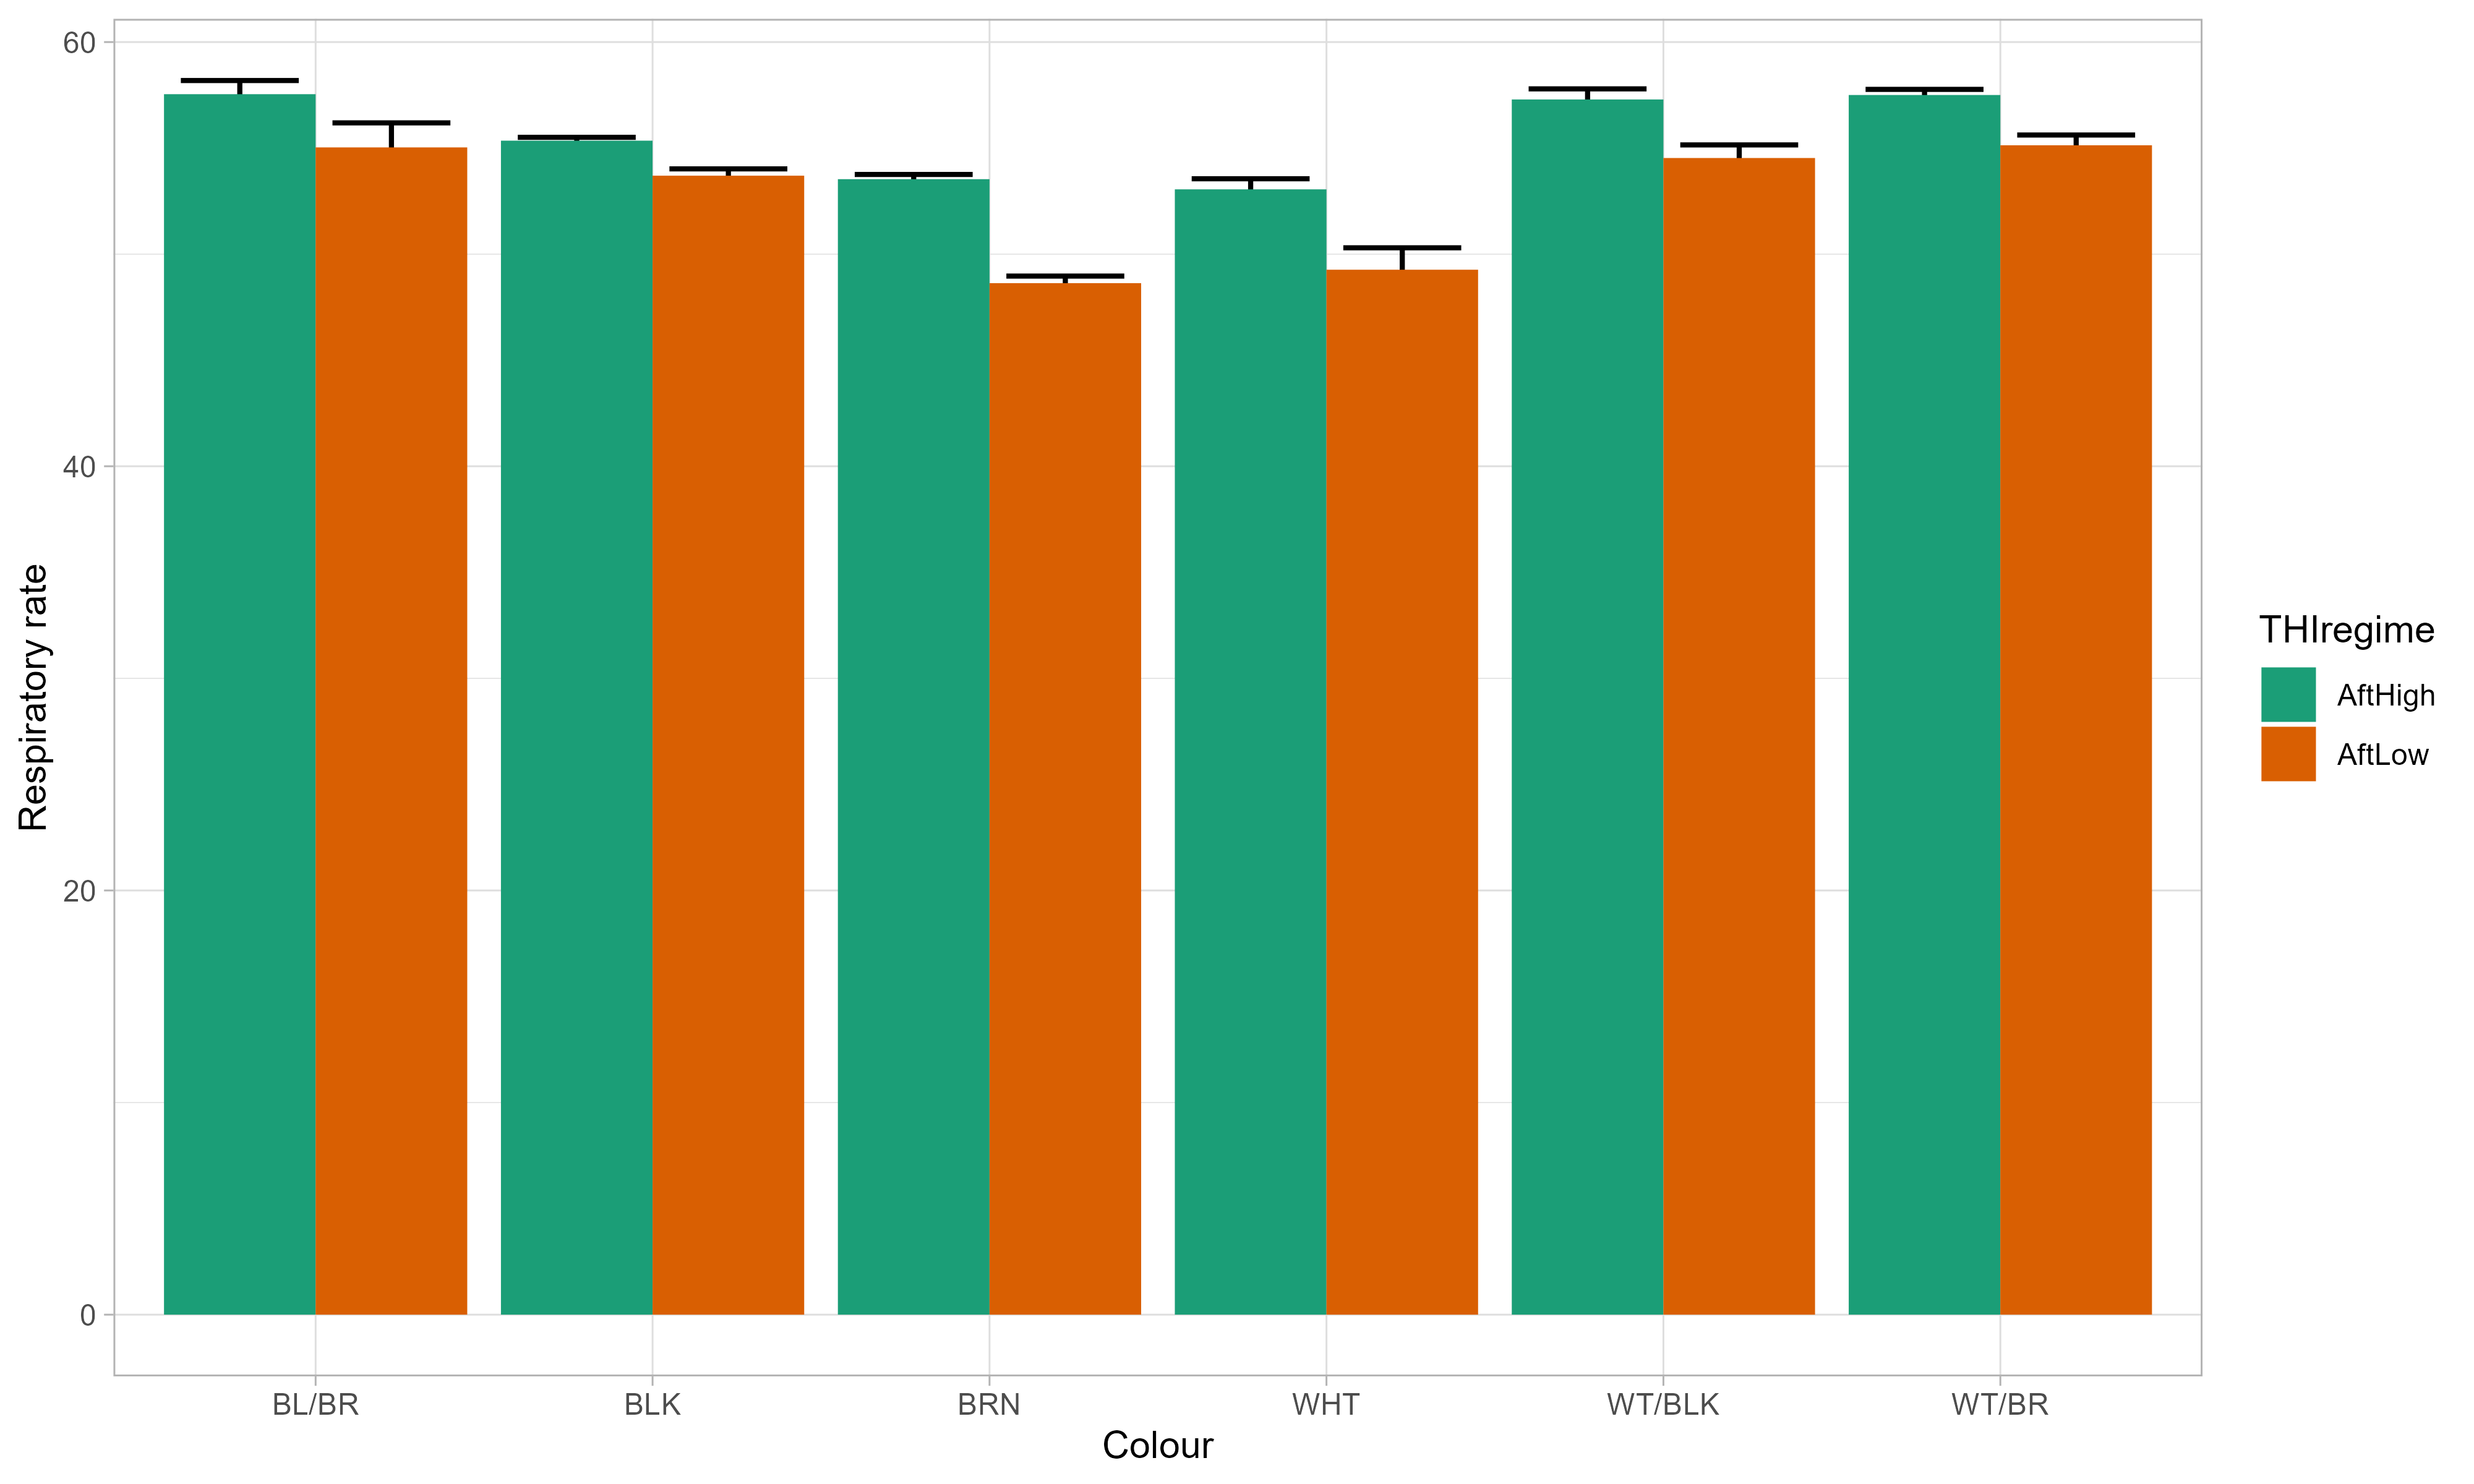 60
40
20
0
Respiratory rate
BL/BR
BLK
BRN
WHT
WT/BLK
WT/BR
Colour
THIregime
AftHigh
AftLow